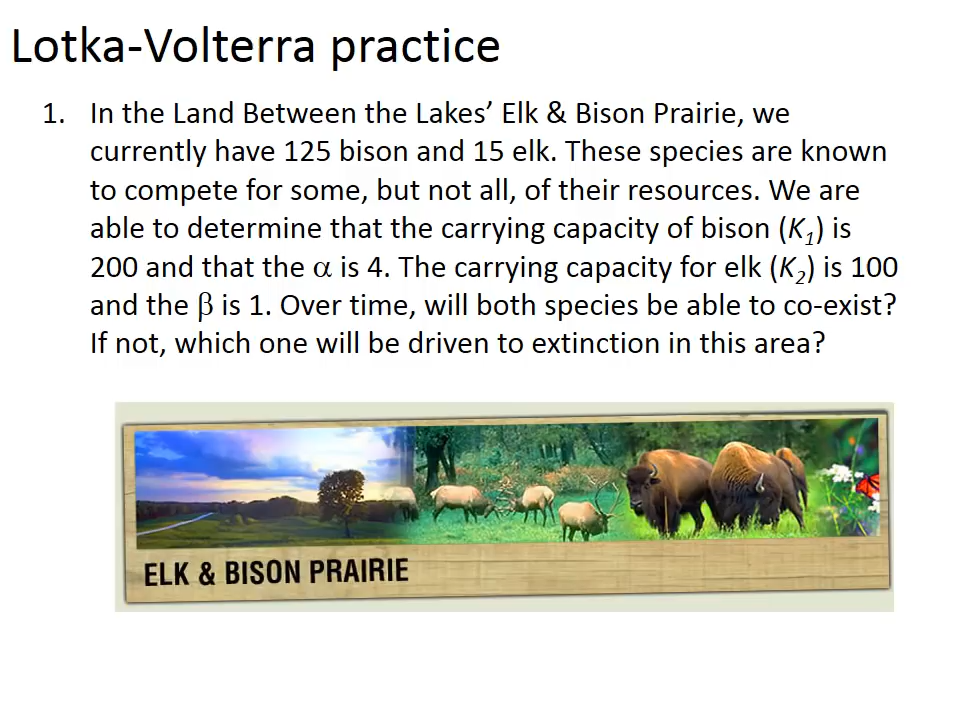 Lotka-Volterra practice
1. In the Land Between the Lakes’ Elk & Bison Prairie, we
currently have 125 bison and 15 elk. These species are known
to compete for some, but not all, of their resources. We are
able to determine that the carrying capacity of bison (K₁) is
200 and that the α is 4. The carrying capacity for elk (K₂) is 100
and the β is 1. Over time, will both species be able to co-exist?
If not, which one will be driven to extinction in this area?
ELK & BISON PRAIRIE